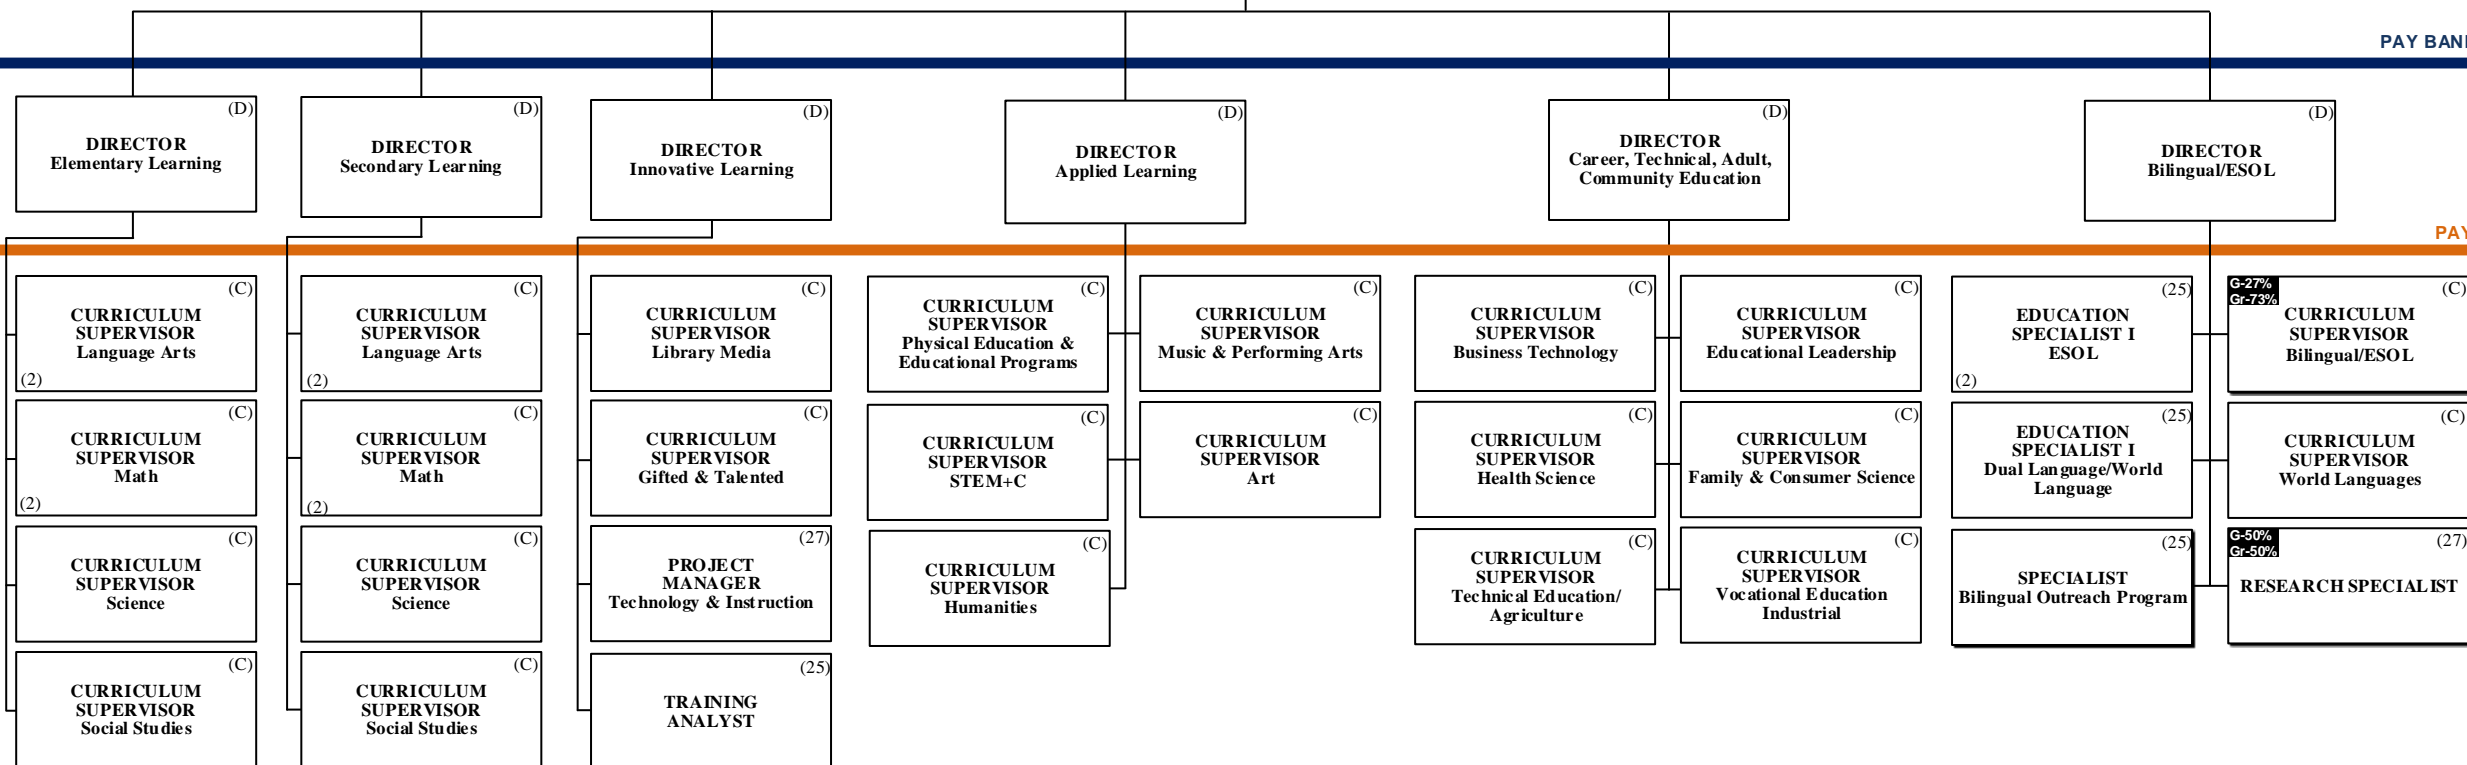 PAY BAN
(D)
DIRECTOR
Elementary Learning
(D)
DIRECTOR
Secondary Learning
(D)
DIRECTOR
Innovative Learning
(D)
DIRECTOR
Applied Learning
(D)
DIRECTOR
Career, Technical, Adult,
Community Education
(D)
DIRECTOR
Bilingual/ESOL
PAY
(C)
CURRICULUM
SUPERVISOR
Language Arts
(2)
(C)
CURRICULUM
SUPERVISOR
Math
(2)
(C)
CURRICULUM
SUPERVISOR
Science
(C)
CURRICULUM
SUPERVISOR
Social Studies
(C)
CURRICULUM
SUPERVISOR
Language Arts
(2)
(C)
CURRICULUM
SUPERVISOR
Math
(2)
(C)
CURRICULUM
SUPERVISOR
Science
(C)
CURRICULUM
SUPERVISOR
Social Studies
(C)
CURRICULUM
SUPERVISOR
Library Media
(C)
CURRICULUM
SUPERVISOR
Gifted & Talented
(27)
PROJECT
MANAGER
Technology & Instruction
(25)
TRAINING
ANALYST
(C)
CURRICULUM
SUPERVISOR
Physical Education &
Educational Programs
(C)
CURRICULUM
SUPERVISOR
STEM+C
(C)
CURRICULUM
SUPERVISOR
Humanities
(C)
CURRICULUM
SUPERVISOR
Music & Performing Arts
(C)
CURRICULUM
SUPERVISOR
Art
(C)
CURRICULUM
SUPERVISOR
Business Technology
(C)
CURRICULUM
SUPERVISOR
Health Science
(C)
CURRICULUM
SUPERVISOR
Technical Education/
Agriculture
(C)
CURRICULUM
SUPERVISOR
Educational Leadership
(C)
CURRICULUM
SUPERVISOR
Family & Consumer Science
(C)
CURRICULUM
SUPERVISOR
Vocational Education
Industrial
(25)
EDUCATION
SPECIALIST I
ESOL
(2)
(25)
EDUCATION
SPECIALIST I
Dual Language/World
Language
(25)
SPECIALIST
Bilingual Outreach Program
G-27%
Gr-73%
(C)
CURRICULUM
SUPERVISOR
Bilingual/ESOL
(C)
CURRICULUM
SUPERVISOR
World Languages
G-50%
Gr-50%
(27)
RESEARCH SPECIALIST